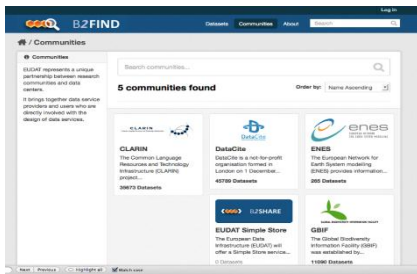 Log in
B2FIND
Datasets Communities About Search
/ Communities
Communities
EUDAT represents a unique
partnership between research
communities and data
centers.
It brings together data service
providers and users who are
directly involved with the
design of data services.
Search communities...
5 communities found
Order by: Name Ascending
CLARIN
CLARIN
The Common Language
Resources and Technology
Infrastructure (CLARIN)
project...
39873 Datasets
DataCite
DataCite
DataCite is a not-for-profit
organisation formed in
London on 1 December...
45789 Datasets
enes
ENES
The European Network for
Earth System modelling
(ENES) provides information...
265 Datasets
B2SHARE
EUDAT Simple Store
The European Data
Infrastructure (EUDAT) will
offer a Simple Store service...
0 Datasets
GLOBAL BIODIVERSITY INFORMATION FACILITY
GBIF
The Global Biodiversity
Information Facility (GBIF)
was established by...
11090 Datasets
Next Previous Highlight all Match case